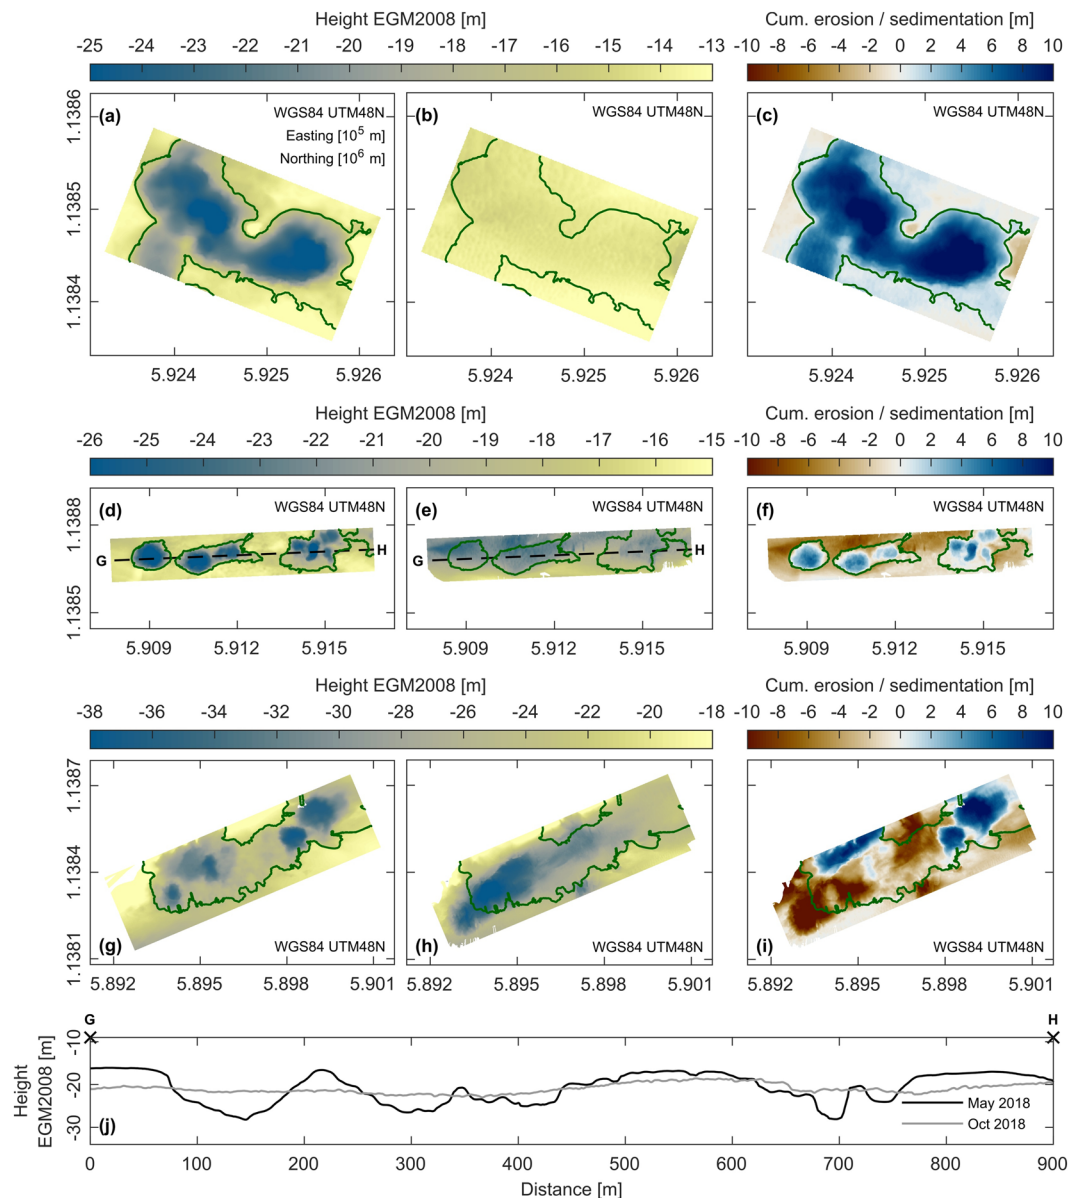 Height EGM2008 [m]
Cum. erosion / sedimentation [m]
-25 -24 -23 -22 -21 -20 -19 -18 -17 -16 -15 -14 -13
-10 -8 -6 -4 -2 0 2 4 6 8 10
(a) WGS84 UTM48N
Easting [10^5 m]
Northing [10^6 m]
(b) WGS84 UTM48N
(c) WGS84 UTM48N
1.1386
1.1385
1.1384
5.924 5.925 5.926
5.924 5.925 5.926
5.924 5.925 5.926
Height EGM2008 [m]
Cum. erosion / sedimentation [m]
-26 -25 -24 -23 -22 -21 -20 -19 -18 -17 -16 -15
-10 -8 -6 -4 -2 0 2 4 6 8 10
(d) WGS84 UTM48N
G H
(e) WGS84 UTM48N
G H
(f) WGS84 UTM48N
1.1388
1.1385
5.909 5.912 5.915
5.909 5.912 5.915
5.909 5.912 5.915
Height EGM2008 [m]
Cum. erosion / sedimentation [m]
-38 -36 -34 -32 -30 -28 -26 -24 -22 -20 -18
-10 -8 -6 -4 -2 0 2 4 6 8 10
1.1387
1.1384
1.1381
(g) WGS84 UTM48N
(h) WGS84 UTM48N
(i) WGS84 UTM48N
5.892 5.895 5.898 5.901
5.892 5.895 5.898 5.901
5.892 5.895 5.898 5.901
G H
Height
EGM2008 [m]
-10
-20
-30
(j)
May 2018
Oct 2018
0 100 200 300 400 500 600 700 800 900
Distance [m]